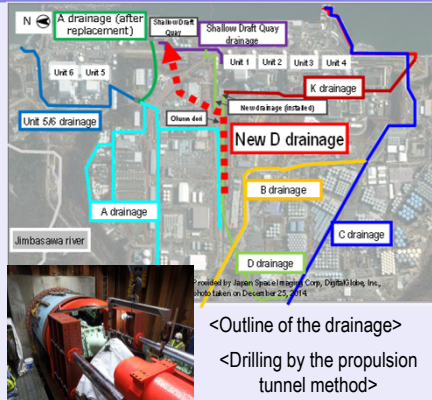 N
A drainage (after
replacement)
Shallow Draft
Quay
Shallow Draft Quay
drainage
Unit 1
Unit 2
Unit 3
Unit 4
Unit 6
Unit 5
K drainage
New drainage (installed)
Unit 5/6 drainage
New D drainage
B drainage
A drainage
C drainage
Jimbasawa river
D drainage
Provided by Japan Space Imaging Corp, DigitalGlobe, Inc.,
photo taken on December 25, 2014.
<Outline of the drainage>
<Drilling by the propulsion
tunnel method>